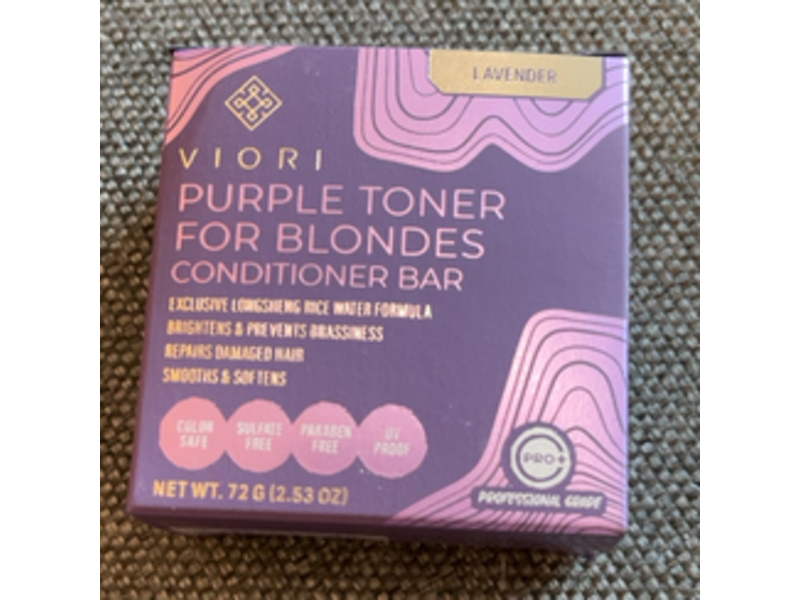 LAVENDER
VIORI
PURPLE TONER
FOR BLONDES
CONDITIONER BAR
EXCLUSIVE LONGSHENG RICE WATER FORMULA
BRIGHTENS & PREVENTS BRASSINESS
REPAIRS DAMAGED HAIR
SMOOTHS & SOFTENS
COLOR SAFE
SULFATE FREE
PARABEN FREE
UV PROOF
PRO+
PROFESSIONAL GRADE
NET WT. 72 G (2.53 OZ)